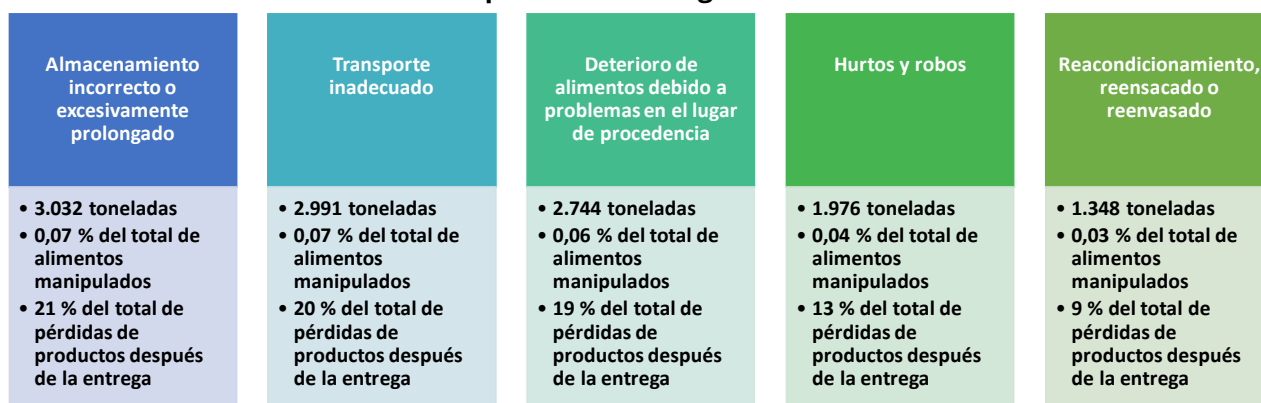 Almacenamiento
incorrecto o
excesivamente
prolongado
• 3.032 toneladas
• 0,07 % del total de
alimentos
manipulados
• 21 % del total de
pérdidas de
productos después
de la entrega
Transporte
inadecuado
• 2.991 toneladas
• 0,07 % del total de
alimentos
manipulados
• 20 % del total de
pérdidas de
productos después
de la entrega
Deterioro de
alimentos debido a
problemas en el lugar
de procedencia
• 2.744 toneladas
• 0,06 % del total de
alimentos
manipulados
• 19 % del total de
pérdidas de
productos después
de la entrega
Hurtos y robos
• 1.976 toneladas
• 0,04 % del total de
alimentos
manipulados
• 13 % del total de
pérdidas de
productos después
de la entrega
Reacondicionamiento,
reensacado o
reenvasado
• 1.348 toneladas
• 0,03 % del total de
alimentos
manipulados
• 9 % del total de
pérdidas de
productos después
de la entrega